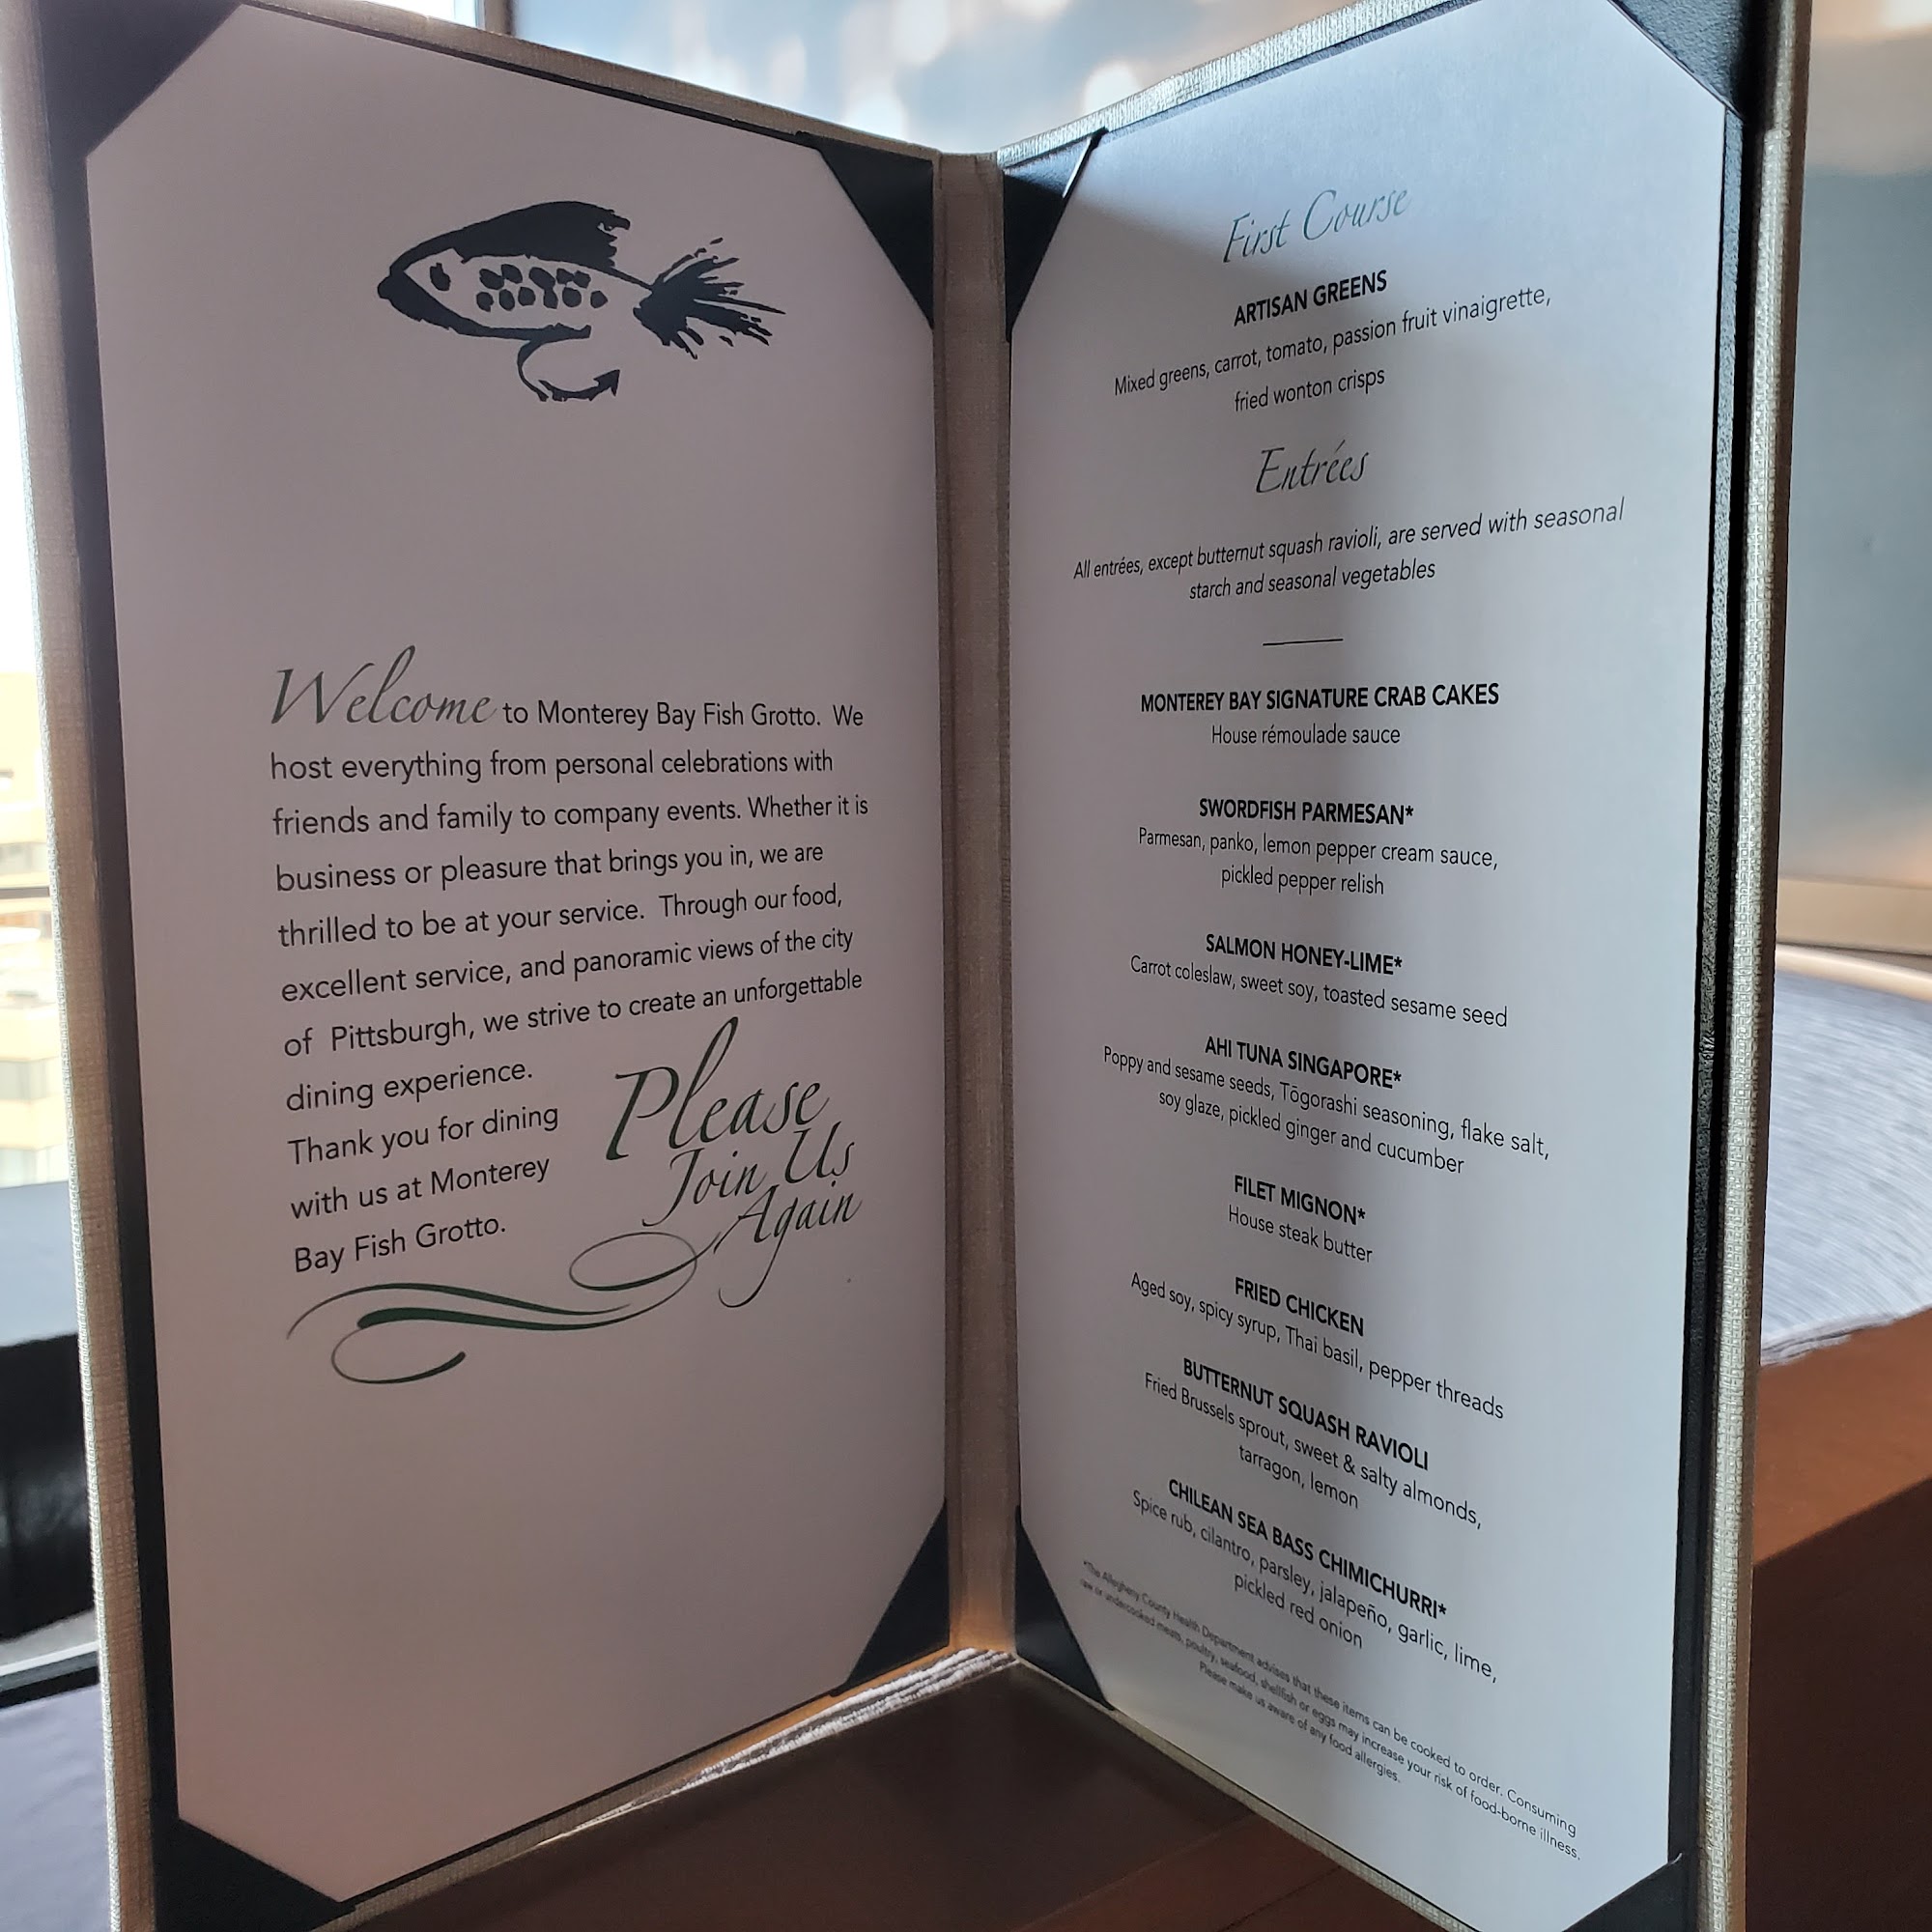 Welcome to Monterey Bay Fish Grotto. We
host everything from personal celebrations with
friends and family to company events. Whether it is
business or pleasure that brings you in, we are
thrilled to be at your service. Through our food,
excellent service, and panoramic views of the city
of Pittsburgh, we strive to create an unforgettable
dining experience.
Thank you for dining
with us at Monterey
Bay Fish Grotto.
Please
Join Us
Again
First Course
ARTISAN GREENS
Mixed greens, carrot, tomato, passion fruit vinaigrette,
fried wonton crisps
Entrées
All entrées, except butternut squash ravioli, are served with seasonal
starch and seasonal vegetables
MONTEREY BAY SIGNATURE CRAB CAKES
House rémoulade sauce
SWORDFISH PARMESAN*
Parmesan, panko, lemon pepper cream sauce,
pickled pepper relish
SALMON HONEY-LIME*
Carrot coleslaw, sweet soy, toasted sesame seed
AHI TUNA SINGAPORE*
Poppy and sesame seeds, Tōgorashi seasoning, flake salt,
soy glaze, pickled ginger and cucumber
FILET MIGNON*
House steak butter
FRIED CHICKEN
Aged soy, spicy syrup, Thai basil, pepper threads
BUTTERNUT SQUASH RAVIOLI
Fried Brussels sprout, sweet & salty almonds,
tarragon, lemon
CHILEAN SEA BASS CHIMICHURRI*
Spice rub, cilantro, parsley, jalapeño, garlic, lime,
pickled red onion
*The Allegheny County Health Department advises that these items can be cooked to order. Consuming
raw or undercooked meats, poultry, seafood, shellfish or eggs may increase your risk of food-borne illness.
Please make us aware of any food allergies.